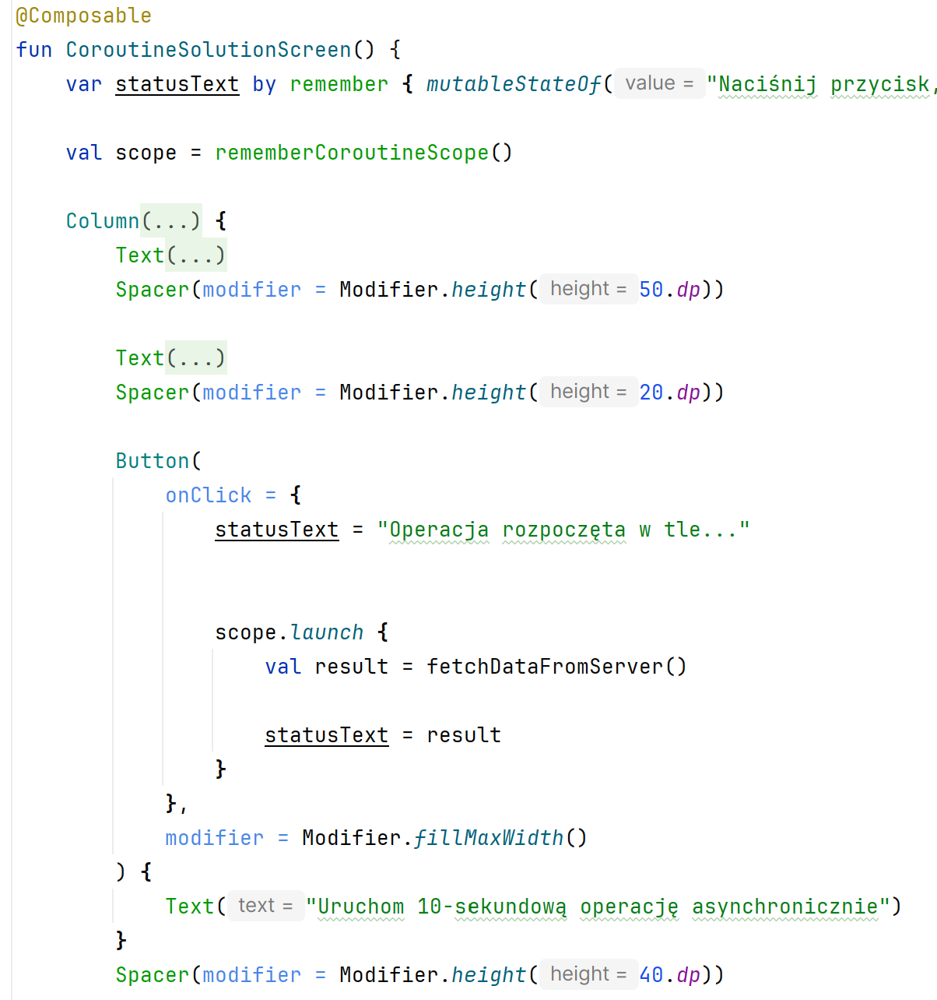 @Composable
fun CoroutineSolutionScreen() {
    var statusText by remember { mutableStateOf( value = "Naciśnij przycisk,

    val scope = rememberCoroutineScope()

    Column(...) {
        Text(...)
        Spacer(modifier = Modifier.height( height = 50.dp))

        Text(...)
        Spacer(modifier = Modifier.height( height = 20.dp))

        Button(
            onClick = {
                statusText = "Operacja rozpoczęta w tle..."

                scope.launch {
                    val result = fetchDataFromServer()

                    statusText = result
                }
            },
            modifier = Modifier.fillMaxWidth()
        ) {
            Text( text = "Uruchom 10-sekundową operację asynchronicznie")
        }
        Spacer(modifier = Modifier.height( height = 40.dp))